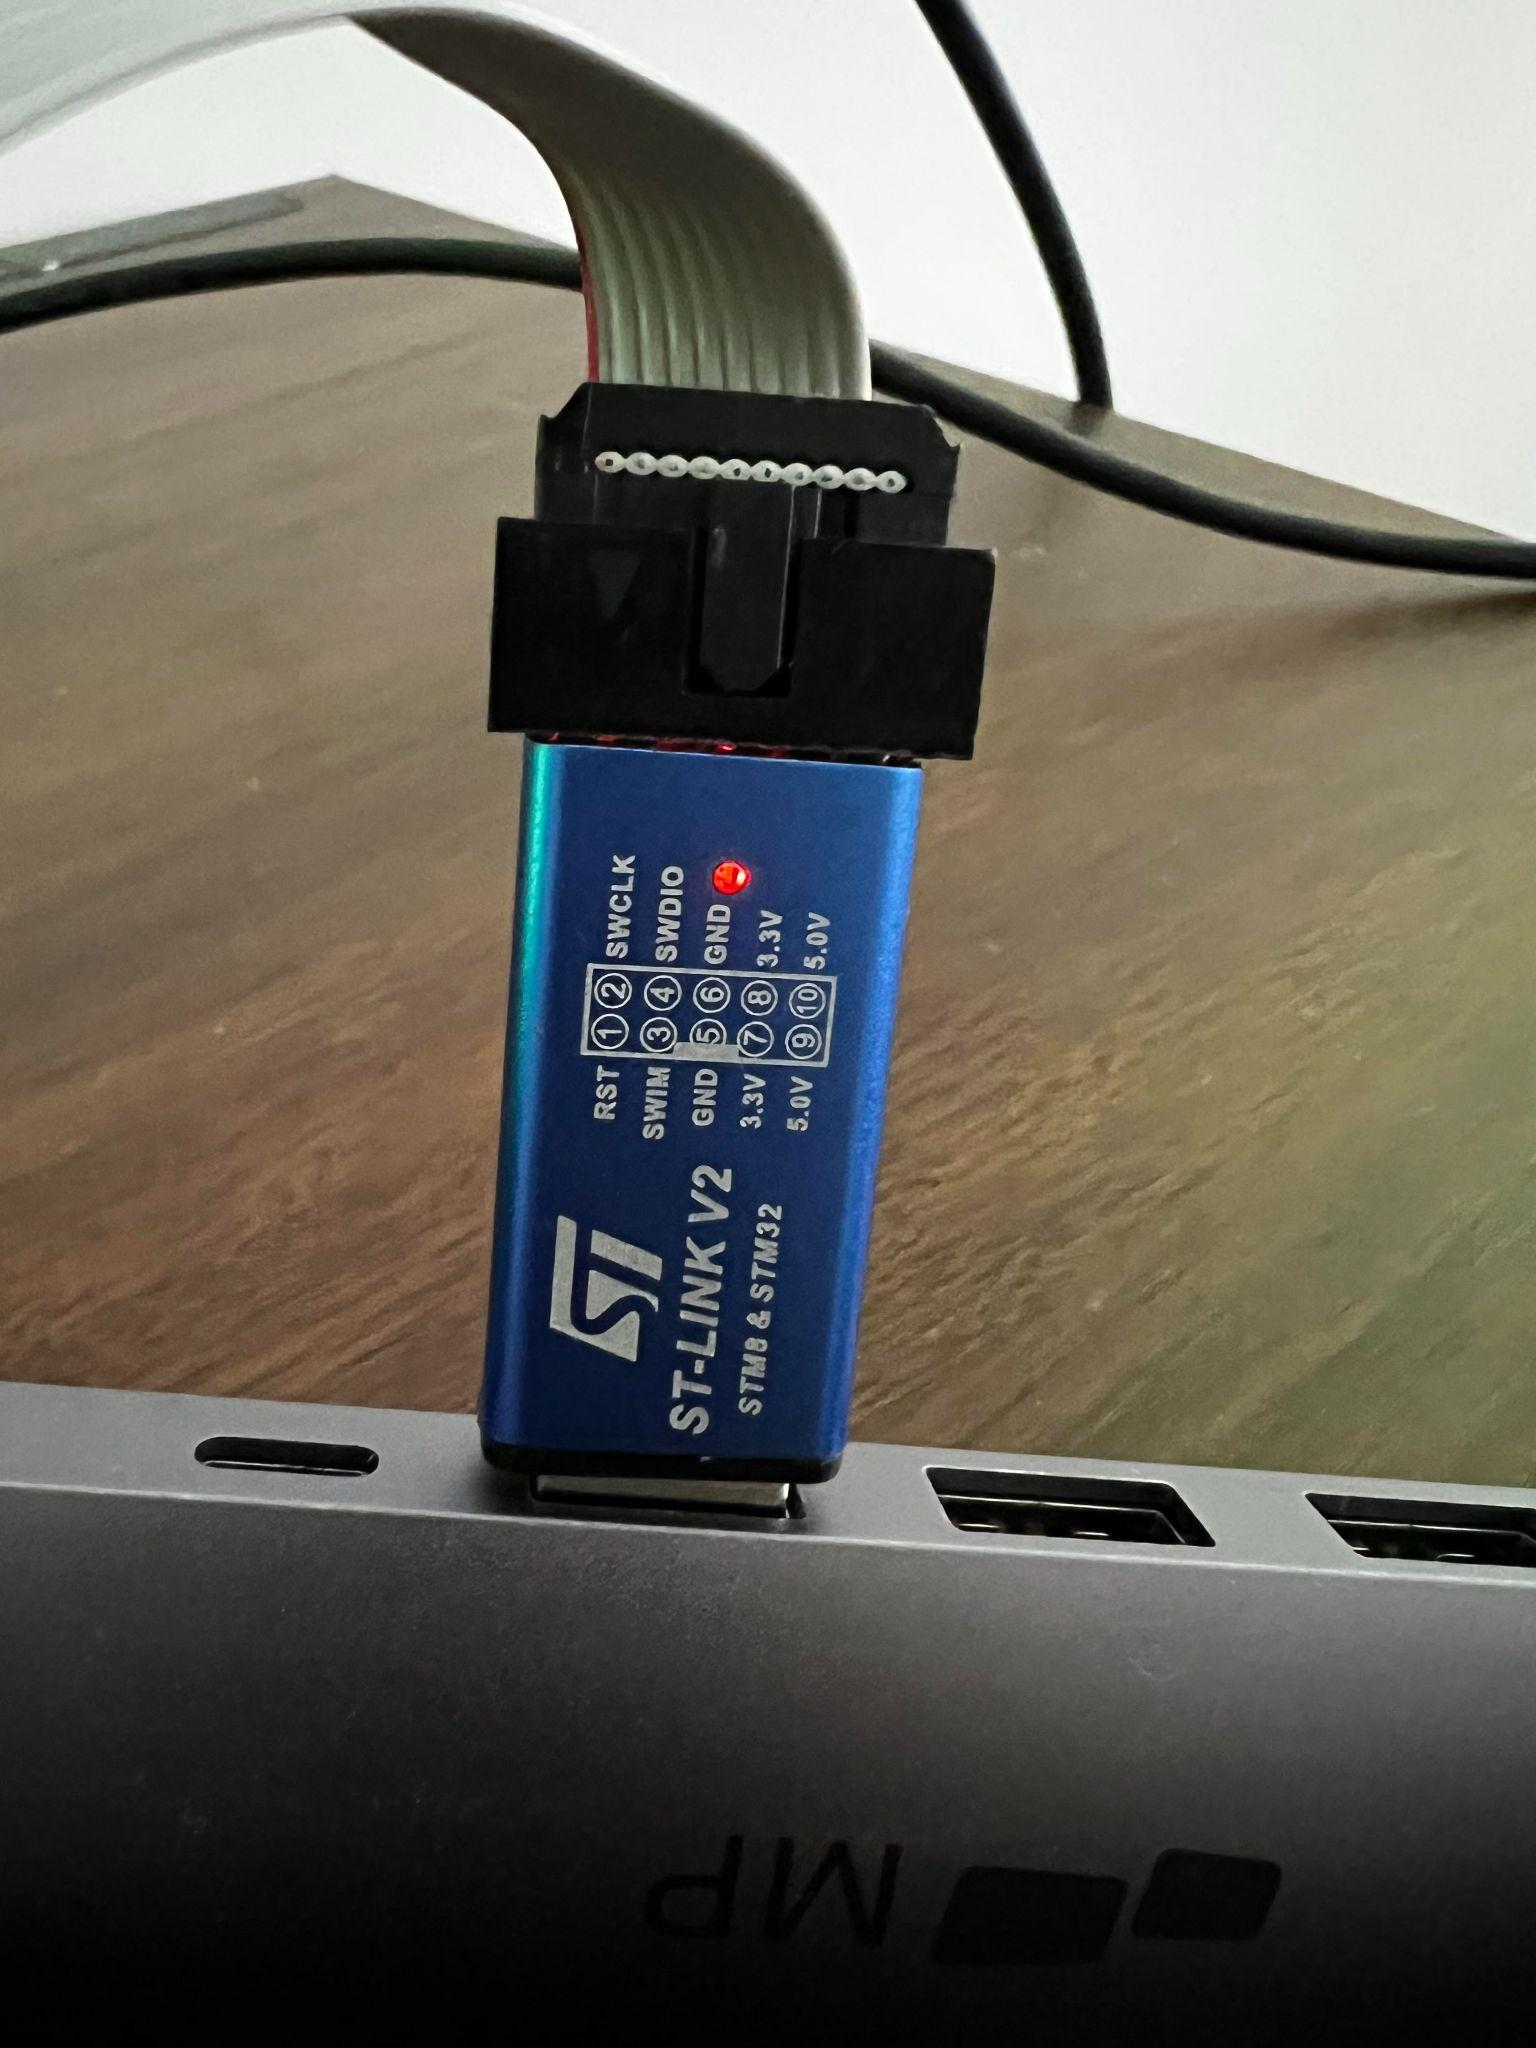 ST
ST-LINK V2
STM8 & STM32
RST 1 2 SWCLK
SWIM 3 4 SWDIO
GND 5 6 GND
3.3V 7 8 3.3V
5.0V 9 10 5.0V
MP